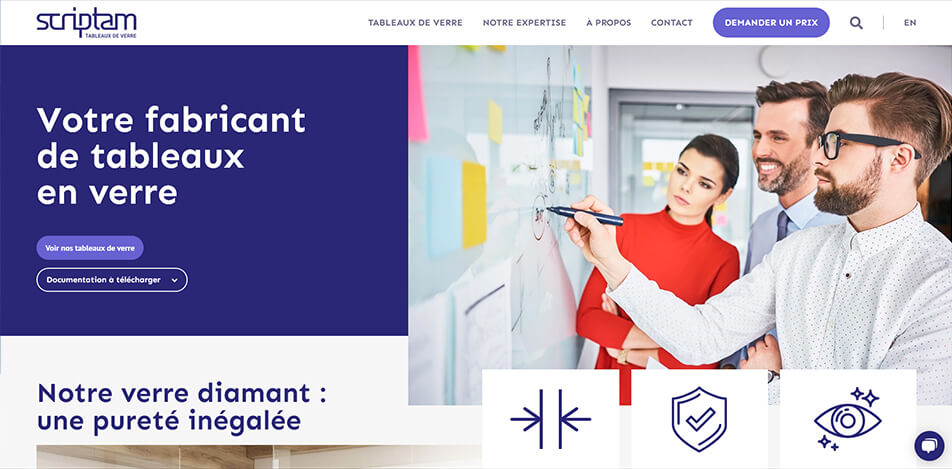 scriptam
TABLEAUX DE VERRE
TABLEAUX DE VERRE
NOTRE EXPERTISE
À PROPOS
CONTACT
DEMANDER UN PRIX
EN
Votre fabricant
de tableaux
en verre
Voir nos tableaux de verre
Documentation à télécharger
Notre verre diamant :
une pureté inégalée